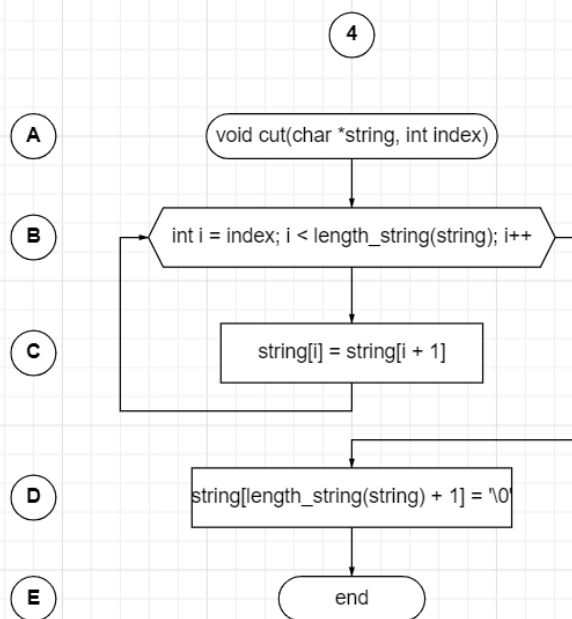 4
A
void cut(char *string, int index)
B
int i = index; i < length_string(string); i++
C
string[i] = string[i + 1]
D
string[length_string(string) + 1] = '\0'
E
end